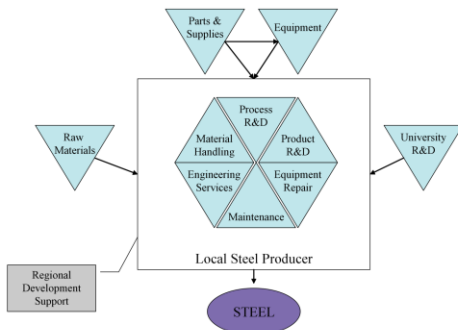 Parts &
Supplies
Equipment
Process
R&D
Material
Handling
Product
R&D
Raw
Materials
University
R&D
Engineering
Services
Equipment
Repair
Maintenance
Local Steel Producer
Regional
Development
Support
STEEL